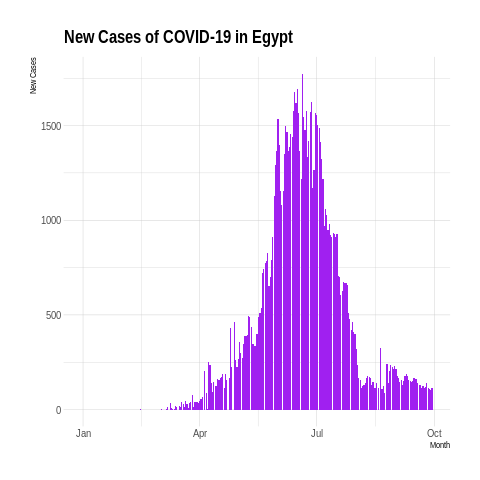 New Cases of COVID-19 in Egypt
New Cases
1500
1000
500
0
Jan Apr Jul Oct
Month